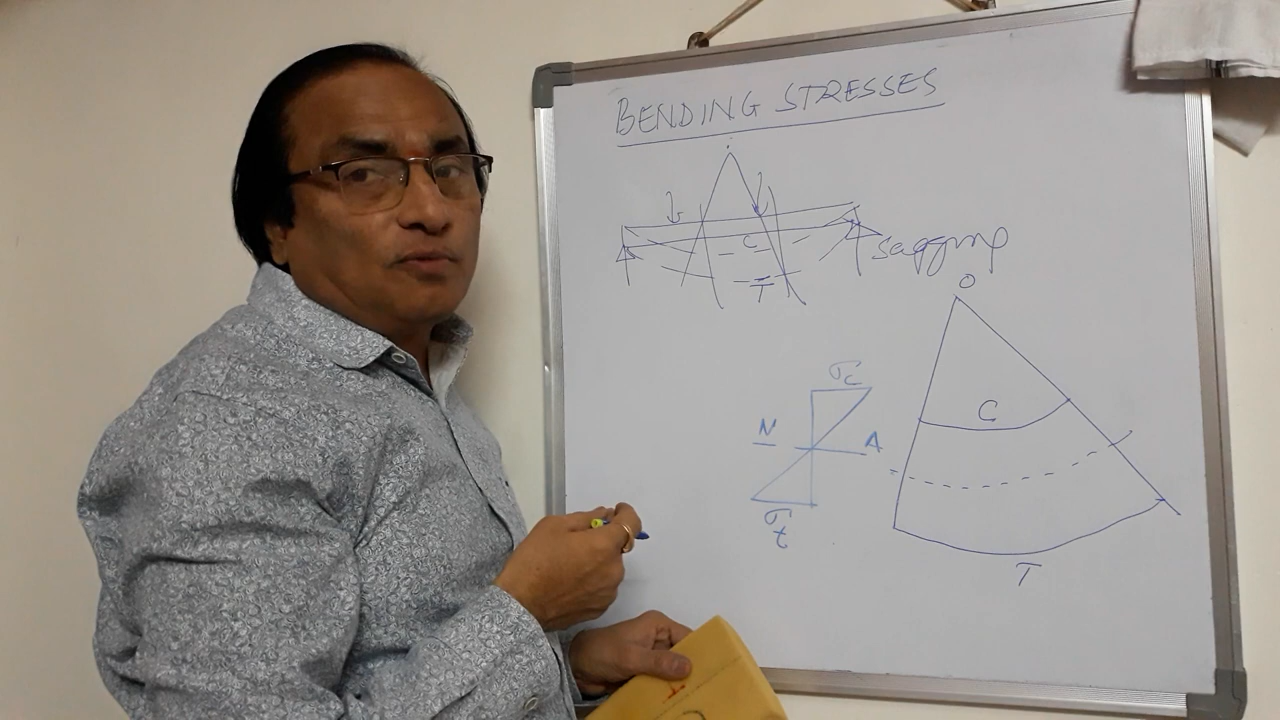 BENDING STRESSES
C
T
sagging
O
σc
C
N A
σt
T